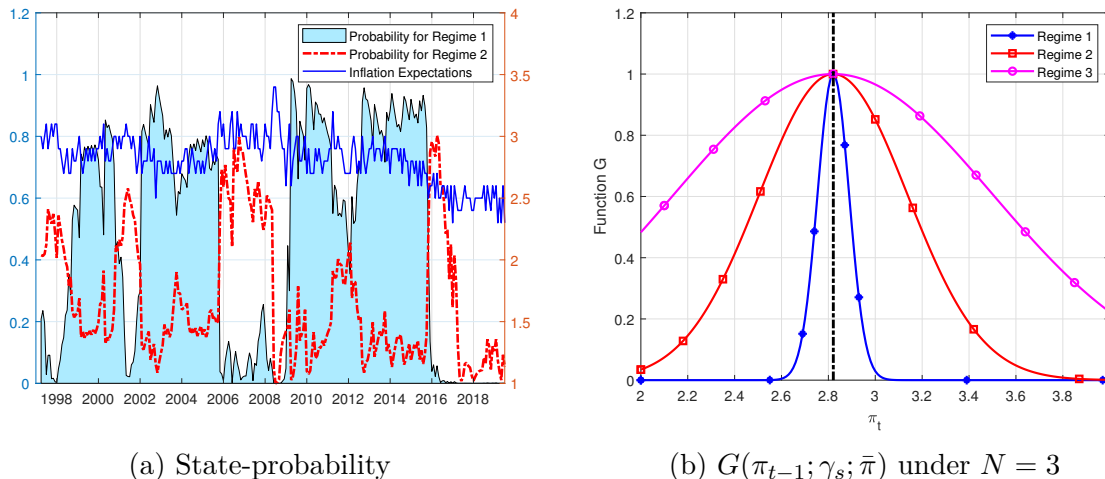 1.2
1
0.8
0.6
0.4
0.2
0
4
3.5
3
2.5
2
1.5
1
1998 2000 2002 2004 2006 2008 2010 2012 2014 2016 2018
Probability for Regime 1
Probability for Regime 2
Inflation Expectations
(a) State-probability
1.2
1
0.8
0.6
0.4
0.2
0
Function G
2 2.2 2.4 2.6 2.8 3 3.2 3.4 3.6 3.8
π_t
Regime 1
Regime 2
Regime 3
(b) G(π_{t−1}; γ_s; π̄) under N = 3